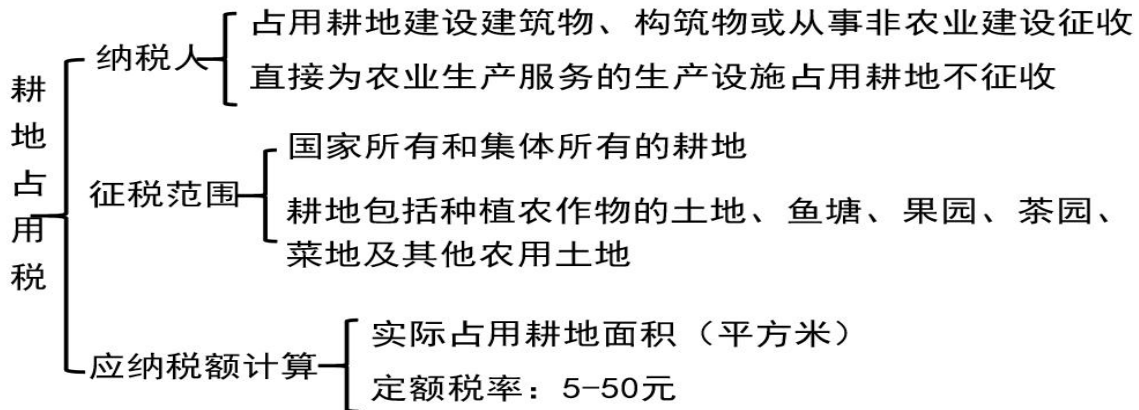 耕地占用税
纳税人
占用耕地建设建筑物、构筑物或从事非农业建设征收
直接为农业生产服务的生产设施占用耕地不征收
征税范围
国家所有和集体所有的耕地
耕地包括种植农作物的土地、鱼塘、果园、茶园、
菜地及其他农用土地
应纳税额计算
实际占用耕地面积（平方米）
定额税率：5-50元